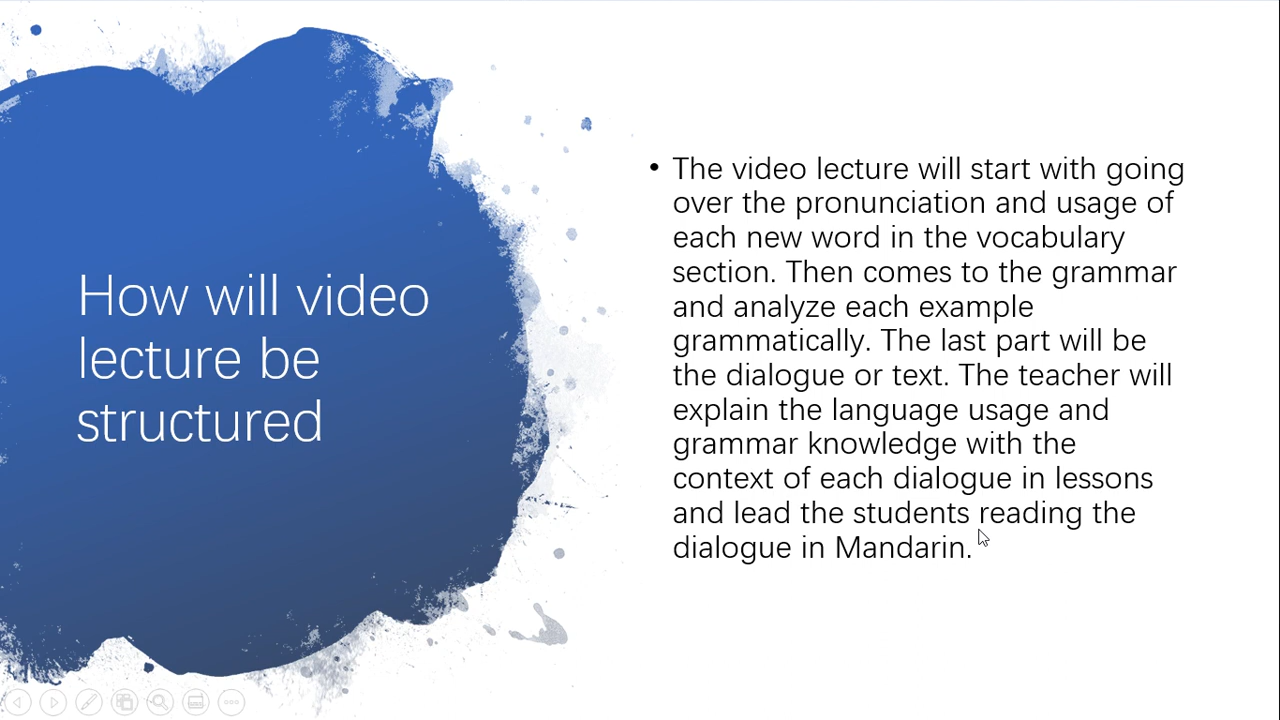 How will video
lecture be
structured
• The video lecture will start with going
over the pronunciation and usage of
each new word in the vocabulary
section. Then comes to the grammar
and analyze each example
grammatically. The last part will be
the dialogue or text. The teacher will
explain the language usage and
grammar knowledge with the
context of each dialogue in lessons
and lead the students reading the
dialogue in Mandarin.